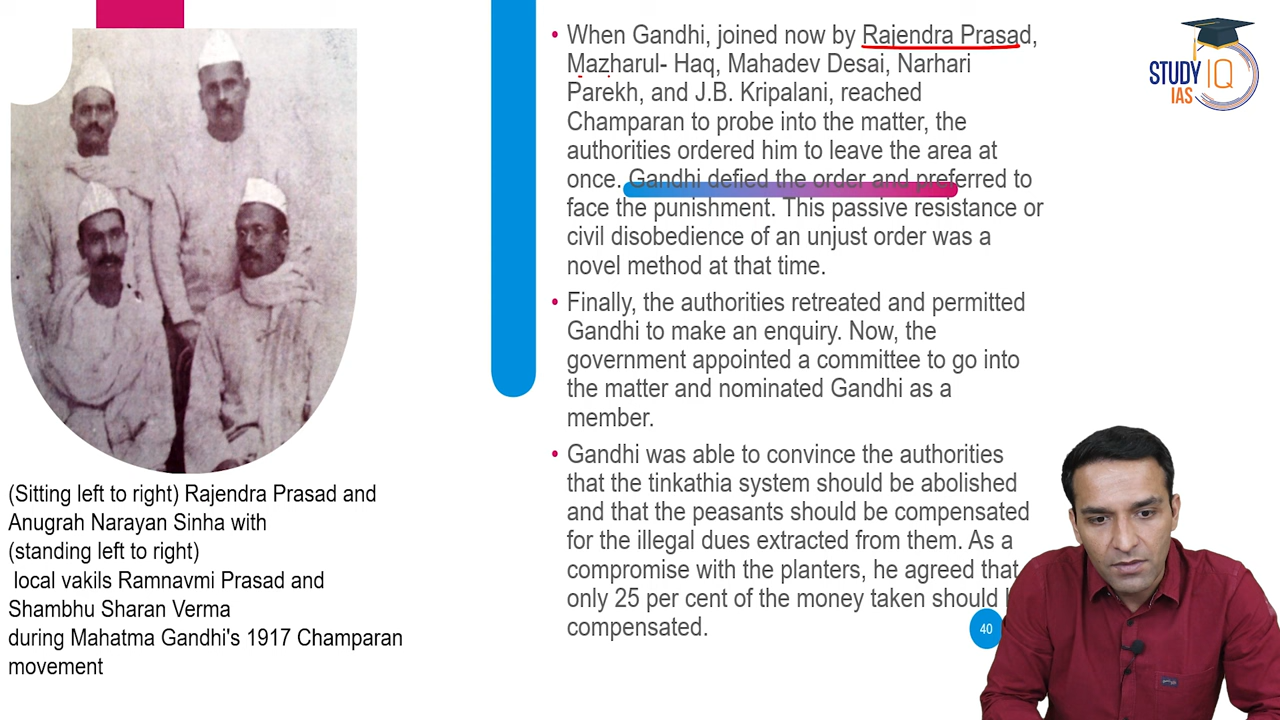 • When Gandhi, joined now by Rajendra Prasad,
Mazharul- Haq, Mahadev Desai, Narhari
Parekh, and J.B. Kripalani, reached
Champaran to probe into the matter, the
authorities ordered him to leave the area at
once. Gandhi defied the order and preferred to
face the punishment. This passive resistance or
civil disobedience of an unjust order was a
novel method at that time.
• Finally, the authorities retreated and permitted
Gandhi to make an enquiry. Now, the
government appointed a committee to go into
the matter and nominated Gandhi as a
member.
• Gandhi was able to convince the authorities
that the tinkathia system should be abolished
and that the peasants should be compensated
for the illegal dues extracted from them. As a
compromise with the planters, he agreed that
only 25 per cent of the money taken should
compensated.
(Sitting left to right) Rajendra Prasad and
Anugrah Narayan Sinha with
(standing left to right)
local vakils Ramnavmi Prasad and
Shambhu Sharan Verma
during Mahatma Gandhi's 1917 Champaran
movement
STUDY IQ
IAS
40